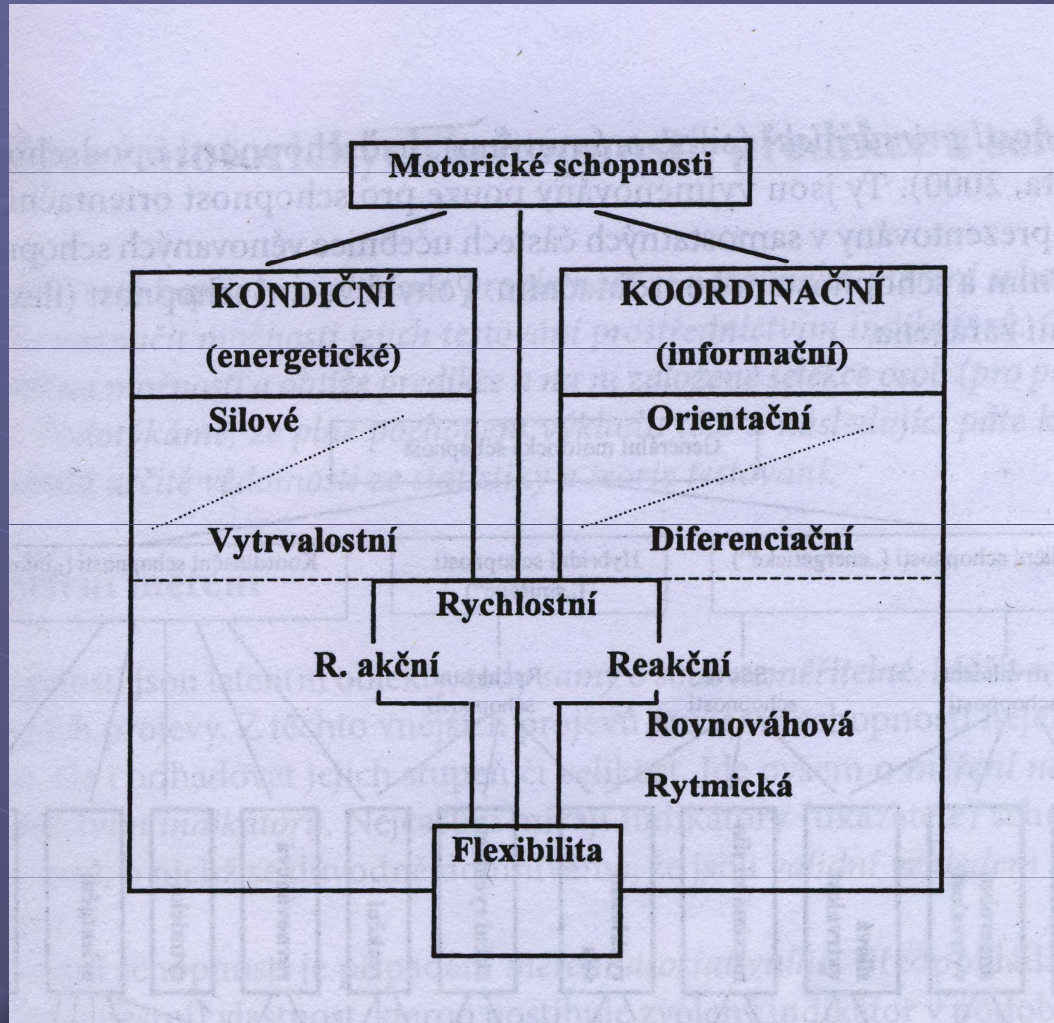 Motorické schopnosti
KONDIČNÍ
(energetické)
KOORDINAČNÍ
(informační)
Silové
Orientační
Vytrvalostní
Diferenciační
Rychlostní
R. akční
Reakční
Rovnováhová
Rytmická
Flexibilita